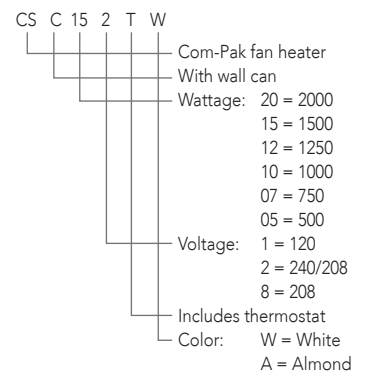 CS C 15 2 T W
Com-Pak fan heater
With wall can
Wattage: 20 = 2000
15 = 1500
12 = 1250
10 = 1000
07 = 750
05 = 500
Voltage: 1 = 120
2 = 240/208
8 = 208
Includes thermostat
Color: W = White
A = Almond